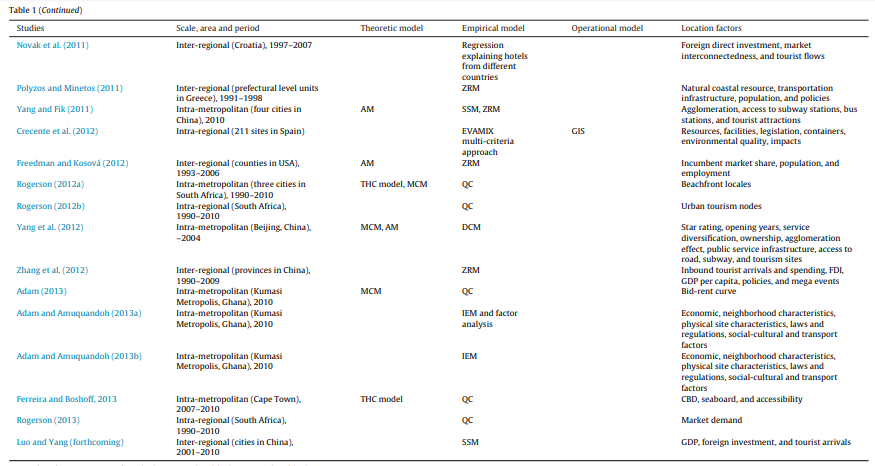 Table 1 (Continued)
Studies Scale, area and period Theoretic model Empirical model Operational model Location factors
Novak et al. (2011) Inter-regional (Croatia), 1997–2007 Regression Foreign direct investment, market
explaining hotels interconnectedness, and tourist flows
from different
countries
Polyzos and Minetos (2011) Inter-regional (prefectural level units ZRM Natural coastal resource, transportation
in Greece), 1991–1998 infrastructure, population, and policies
Yang and Fik (2011) Intra-metropolitan (four cities in AM SSM, ZRM Agglomeration, access to subway stations, bus
China), 2010 stations, and tourist attractions
Crecente et al. (2012) Intra-regional (211 sites in Spain) EVAMIX GIS Resources, facilities, legislation, containers,
multi-criteria environmental quality, impacts
approach
Freedman and Kosová (2012) Inter-regional (counties in USA), AM ZRM Incumbent market share, population, and
1993–2006 employment
Rogerson (2012a) Intra-metropolitan (three cities in THC model, MCM QC Beachfront locales
South Africa), 1990–2010
Rogerson (2012b) Intra-regional (South Africa), QC Urban tourism nodes
1990–2010
Yang et al. (2012) Intra-metropolitan (Beijing, China), MCM, AM DCM Star rating, opening years, service
–2004 diversification, ownership, agglomeration
effect, public service infrastructure, access to
road, subway, and tourism sites
Zhang et al. (2012) Inter-regional (provinces in China), ZRM Inbound tourist arrivals and spending, FDI,
1990–2009 GDP per capita, policies, and mega events
Adam (2013) Intra-metropolitan (Kumasi MCM QC Bid-rent curve
Metropolis, Ghana), 2010
Adam and Amuquandoh (2013a) Intra-metropolitan (Kumasi IEM and factor Economic, neighborhood characteristics,
Metropolis, Ghana), 2010 analysis physical site characteristics, laws and
regulations, social-cultural and transport
factors
Adam and Amuquandoh (2013b) Intra-metropolitan (Kumasi IEM Economic, neighborhood characteristics,
Metropolis, Ghana), 2010 physical site characteristics, laws and
regulations, social-cultural and transport
factors
Ferreira and Boshoff, 2013 Intra-metropolitan (Cape Town), THC model QC CBD, seaboard, and accessibility
2007–2010
Rogerson (2013) Intra-regional (South Africa), QC Market demand
1990–2010
Luo and Yang (forthcoming) Inter-regional (cities in China), SSM GDP, foreign investment, and tourist arrivals
2001–2010